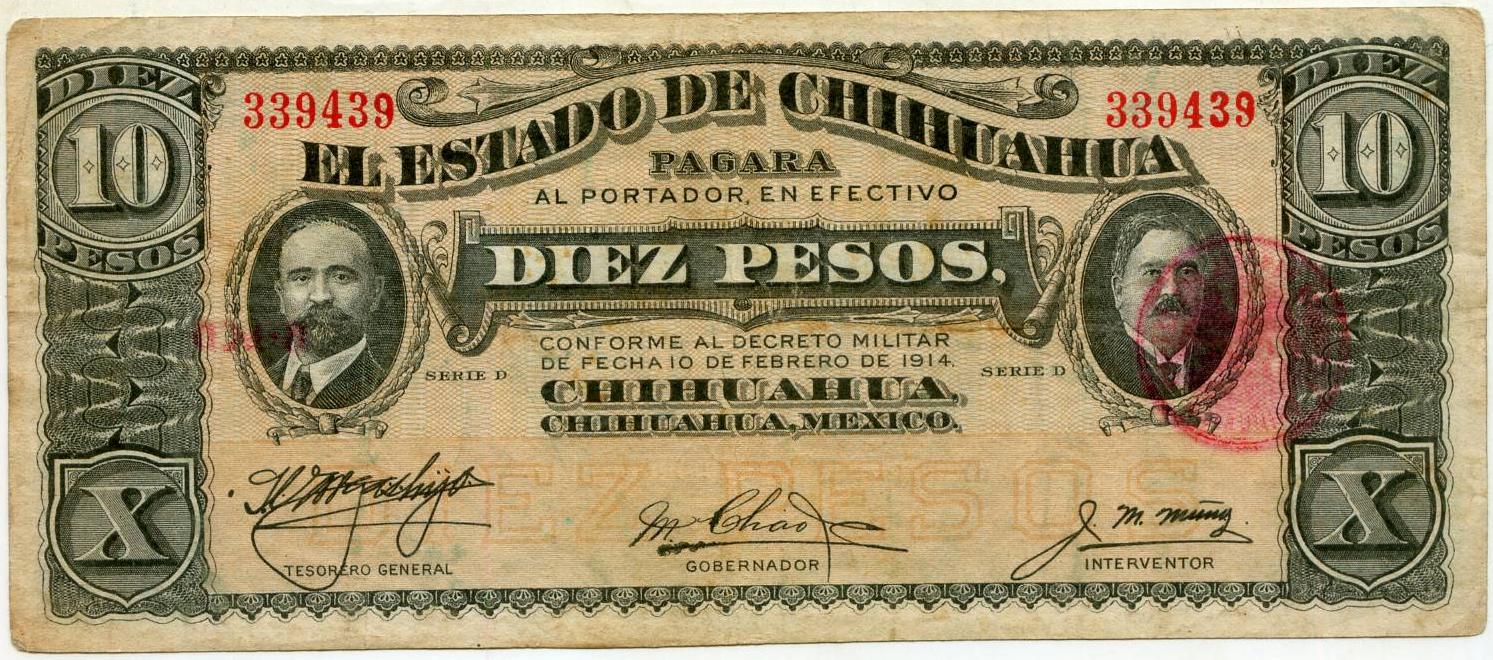 DIEZ
10
PESOS
339439
EL ESTADO DE CHIHUAHUA
339439
DIEZ
10
PESOS
PAGARA
AL PORTADOR, EN EFECTIVO
DIEZ PESOS,
CONFORME AL DECRETO MILITAR
DE FECHA 10 DE FEBRERO DE 1914.
SERIE D
SERIE D
CHIHUAHUA,
CHIHUAHUA, MEXICO.
DIEZ PESOS
X
X
M Chao
J. M. Muñoz
TESORERO GENERAL
GOBERNADOR
INTERVENTOR